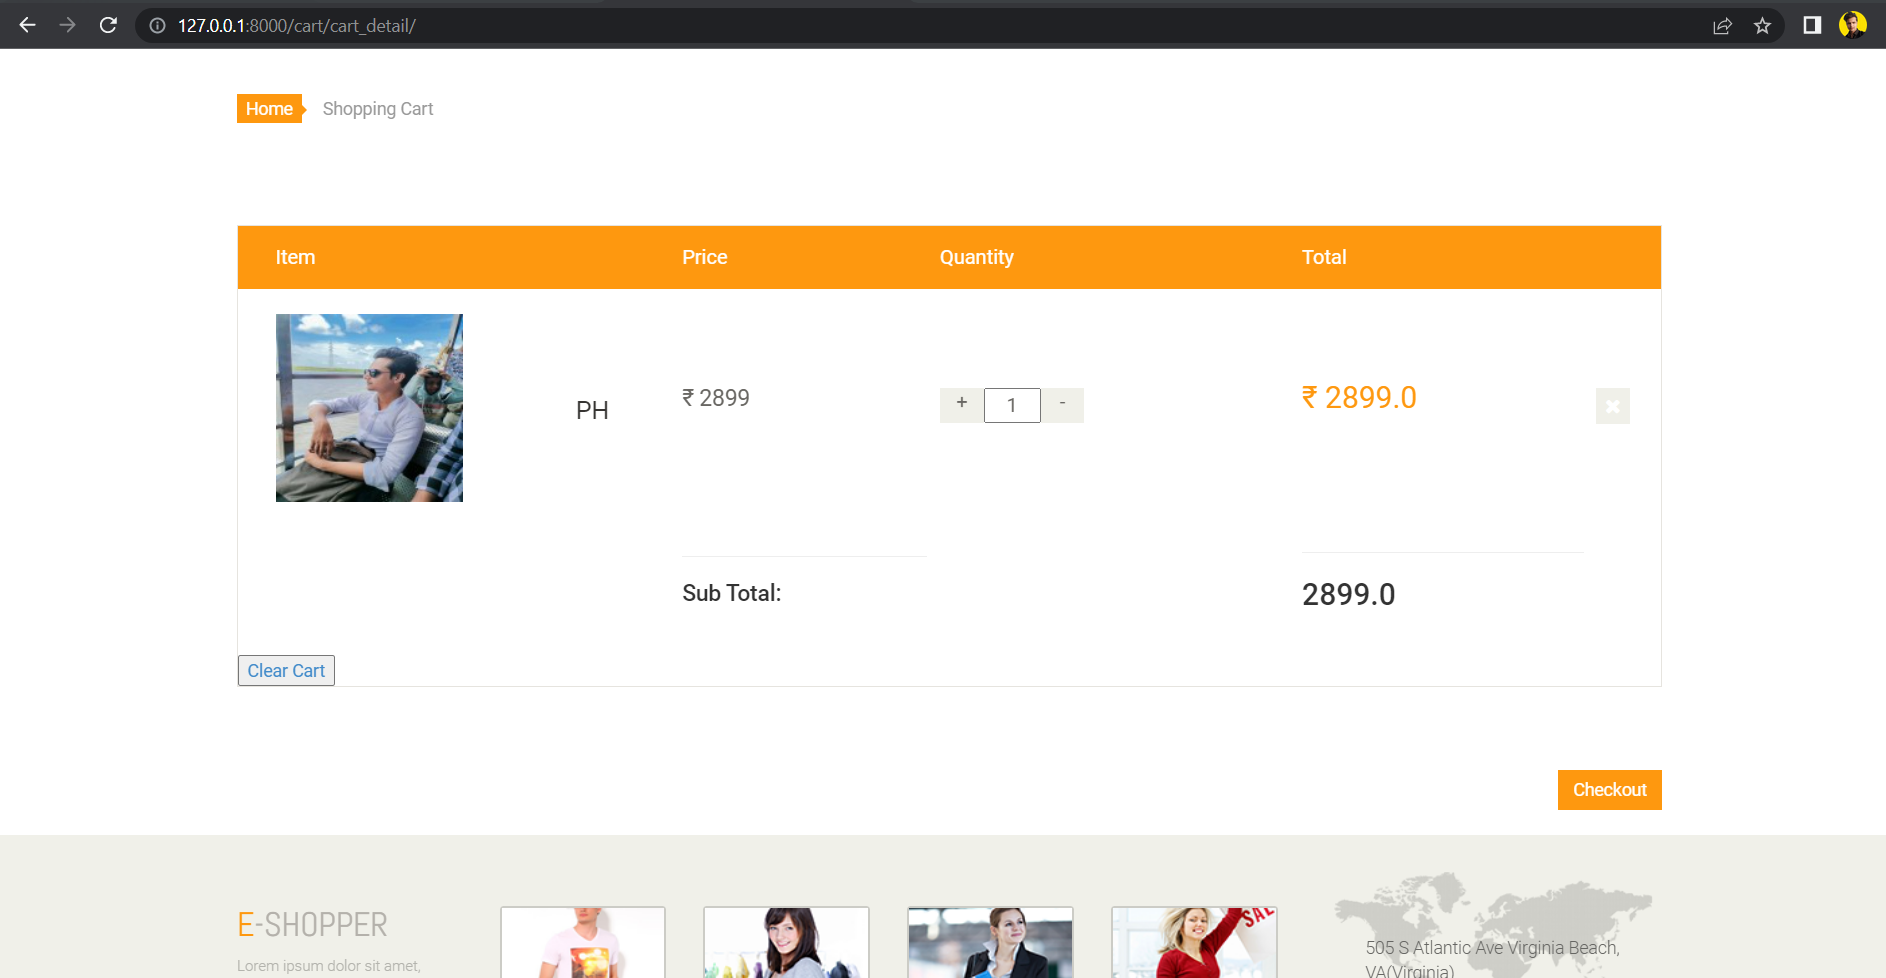 127.0.0.1:8000/cart/cart_detail/
Home Shopping Cart
Item Price Quantity Total
PH ₹ 2899 + 1 - ₹ 2899.0
Sub Total: 2899.0
Clear Cart
Checkout
E-SHOPPER
Lorem ipsum dolor sit amet,
SALE
505 S Atlantic Ave Virginia Beach,
VA(Virginia)